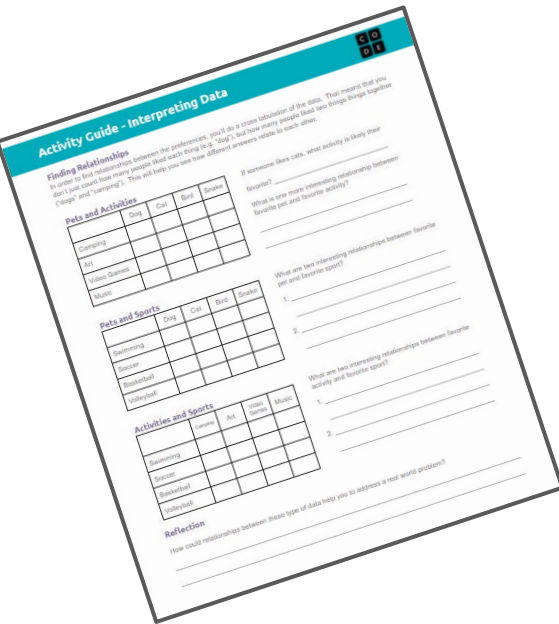 C O
D E
Activity Guide - Interpreting Data
Finding Relationships
In order to find relationships between the preferences, you'll do a cross tabulation of the data. That means that you
don't just count how many people liked each thing (e.g. "dog"), but how many people liked two things together
("dogs" and "camping"). This will help you see how different answers relate to each other.
Pets and Activities
Dog Cat Bird Snake
Camping
Art
Video Games
Music
If someone likes cats, what activity is likely their
favorite?
What is one more interesting relationship between
favorite pet and favorite activity?
Pets and Sports
Dog Cat Bird Snake
Swimming
Soccer
Basketball
Volleyball
What are two interesting relationships between favorite
pet and favorite sport?
1.
2.
Activities and Sports
Camping Art Video Games Music
Swimming
Soccer
Basketball
Volleyball
What are two interesting relationships between favorite
activity and favorite sport?
1.
2.
Reflection
How could relationships between these type of data help you to address a real world problem?